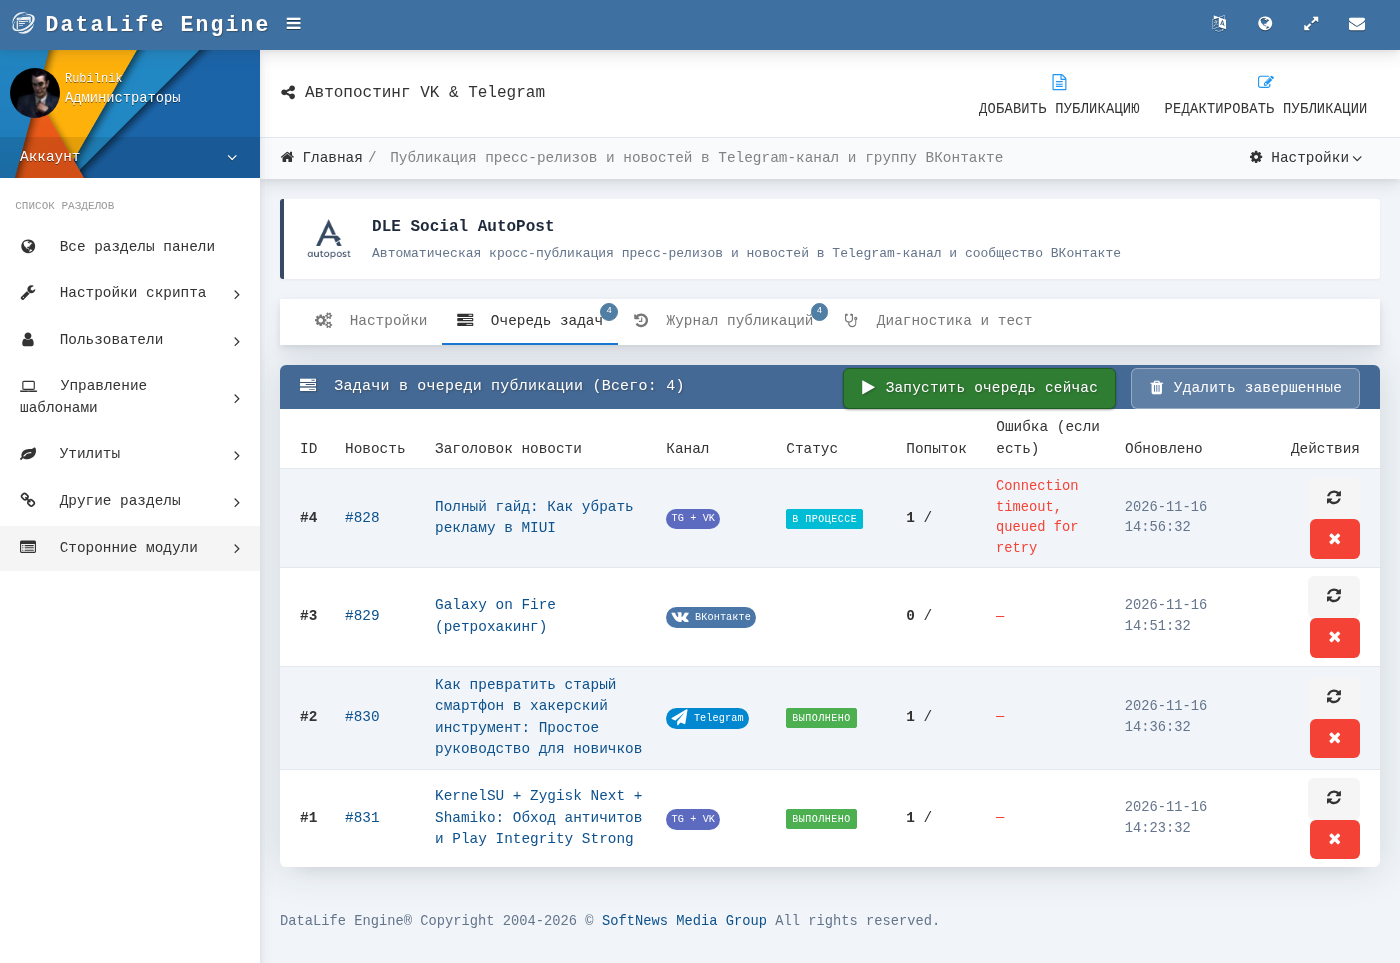 DataLife Engine
Rubilnik
Администраторы
Аккаунт
СПИСОК РАЗДЕЛОВ
Все разделы панели
Настройки скрипта
Пользователи
Управление
шаблонами
Утилиты
Другие разделы
Сторонние модули
Автопостинг VK & Telegram
ДОБАВИТЬ ПУБЛИКАЦИЮ
РЕДАКТИРОВАТЬ ПУБЛИКАЦИИ
Главная / Публикация пресс-релизов и новостей в Telegram-канал и группу ВКонтакте
Настройки
autopost
DLE Social AutoPost
Автоматическая кросс-публикация пресс-релизов и новостей в Telegram-канал и сообщество ВКонтакте
Настройки
Очередь задач 4
Журнал публикаций 4
Диагностика и тест
Задачи в очереди публикации (Всего: 4)
Запустить очередь сейчас
Удалить завершенные
ID Новость Заголовок новости Канал Статус Попыток Ошибка (если
есть) Обновлено Действия
#4 #828 Полный гайд: Как убрать
рекламу в MIUI
TG + VK
В ПРОЦЕССЕ
1 /
Connection
timeout,
queued for
retry
2026-11-16
14:56:32
#3 #829 Galaxy on Fire
(ретрохакинг)
ВКонтакте
0 /
—
2026-11-16
14:51:32
#2 #830 Как превратить старый
смартфон в хакерский
инструмент: Простое
руководство для новичков
Telegram
ВЫПОЛНЕНО
1 /
—
2026-11-16
14:36:32
#1 #831 KernelSU + Zygisk Next +
Shamiko: Обход античитов
и Play Integrity Strong
TG + VK
ВЫПОЛНЕНО
1 /
—
2026-11-16
14:23:32
DataLife Engine® Copyright 2004-2026 © SoftNews Media Group All rights reserved.